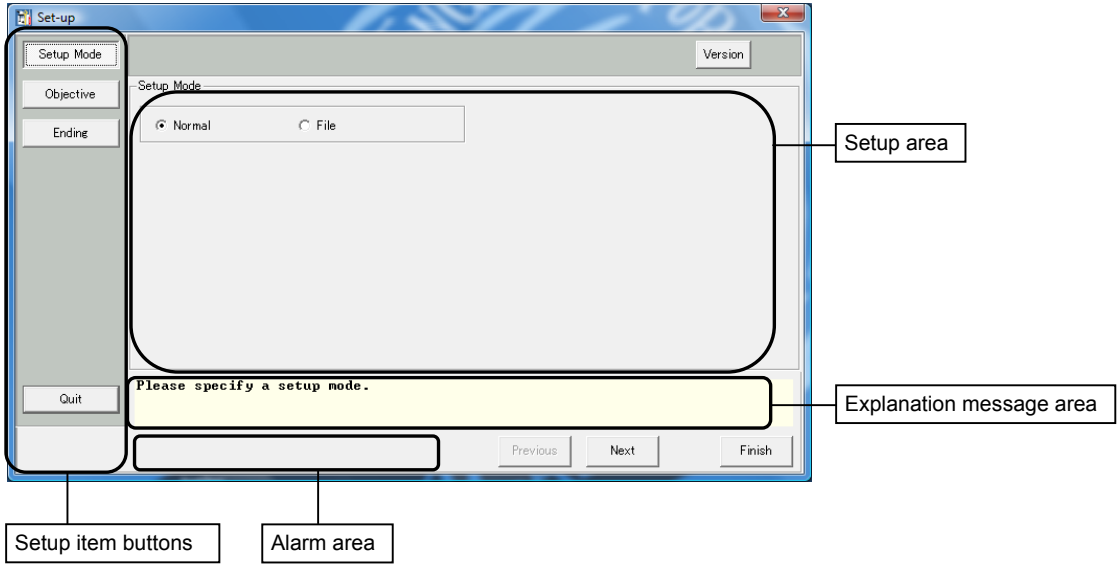 Set-up
Setup Mode
Version
Objective
Setup Mode
Ending
Normal
File
Setup area
Please specify a setup mode.
Quit
Explanation message area
Previous
Next
Finish
Setup item buttons
Alarm area